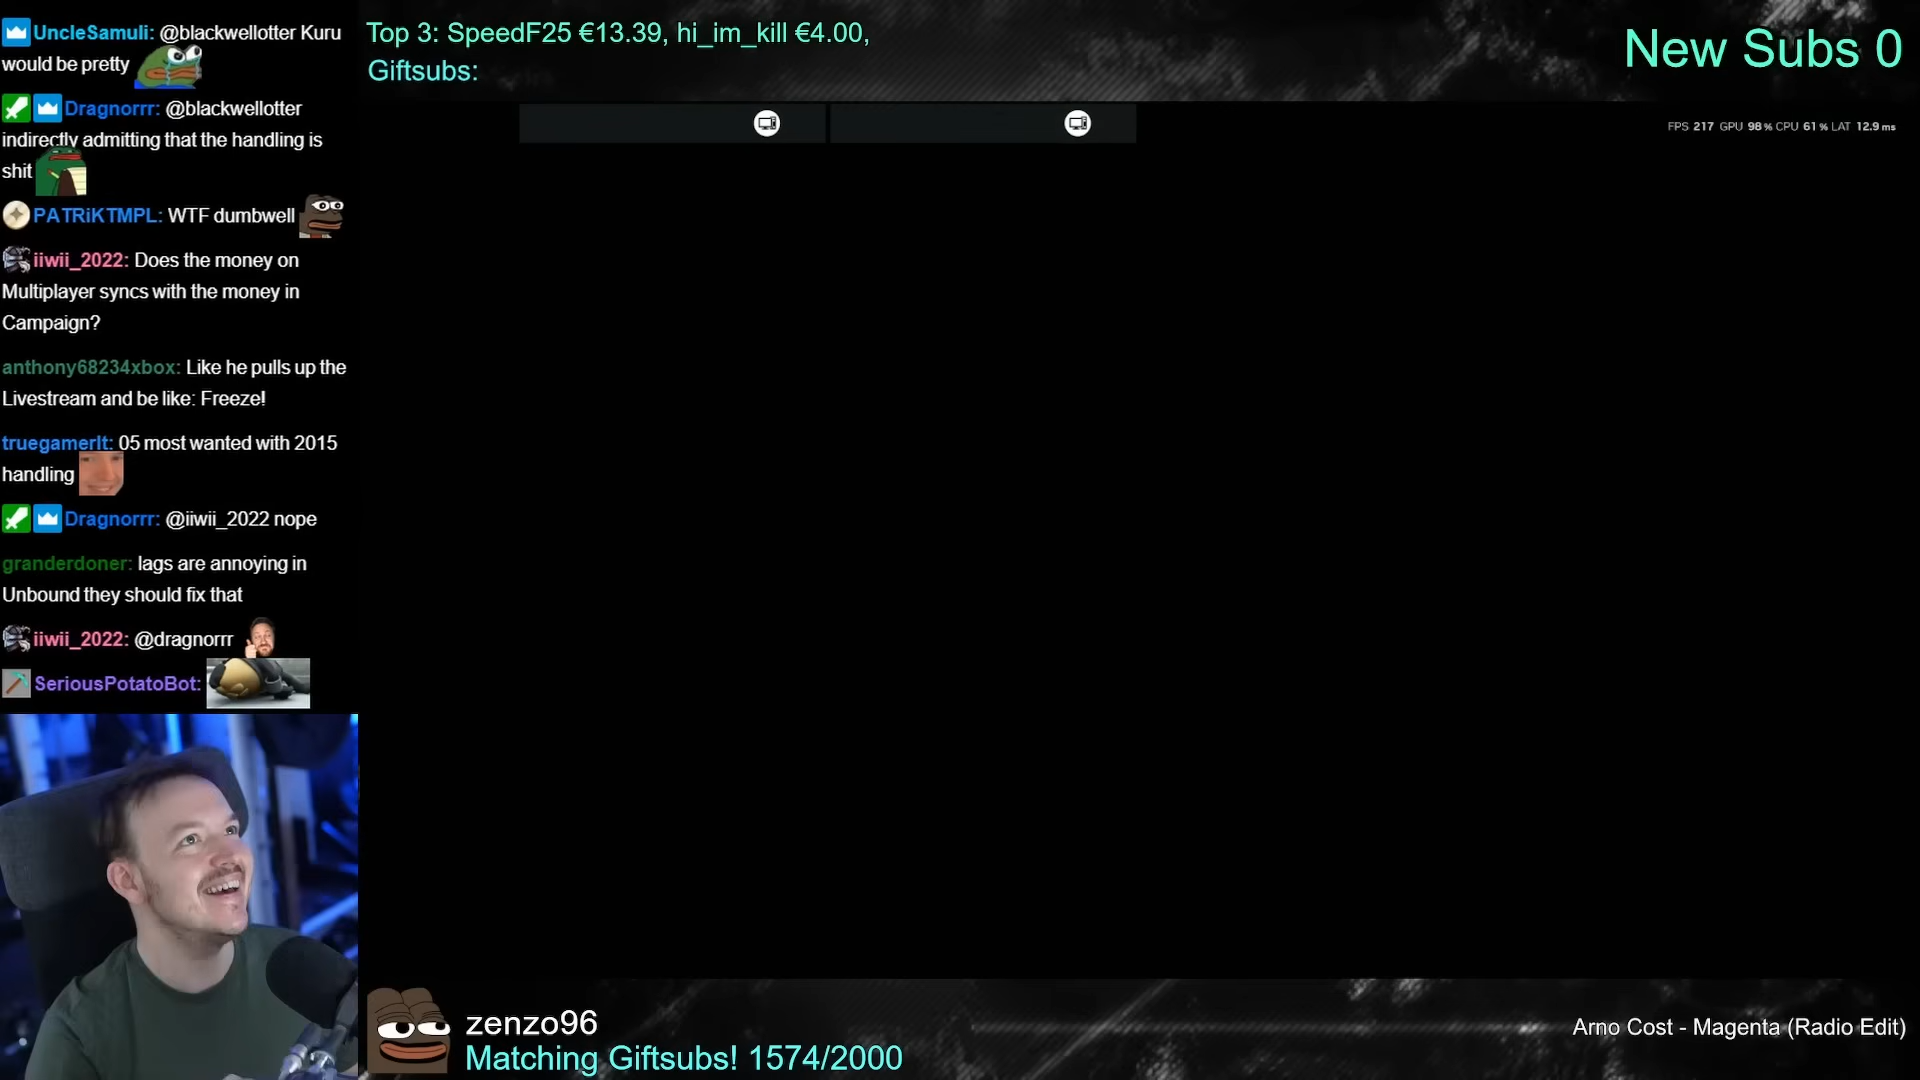 UncleSamuli: @blackwellotter Kuru
would be pretty
Dragnorrr: @blackwellotter
indirectly admitting that the handling is
shit
PATRiKTMPL: WTF dumbwell
iiwii_2022: Does the money on
Multiplayer syncs with the money in
Campaign?
anthony68234xbox: Like he pulls up the
Livestream and be like: Freeze!
truegamerlt: 05 most wanted with 2015
handling
Dragnorrr: @iiwii_2022 nope
granderdoner: lags are annoying in
Unbound they should fix that
iiwii_2022: @dragnorrr
SeriousPotatoBot:
Top 3: SpeedF25 €13.39, hi_im_kill €4.00,
Giftsubs:
New Subs 0
FPS 217 GPU 98 % CPU 61 % LAT 12.9 ms
zenzo96
Matching Giftsubs! 1574/2000
Arno Cost - Magenta (Radio Edit)